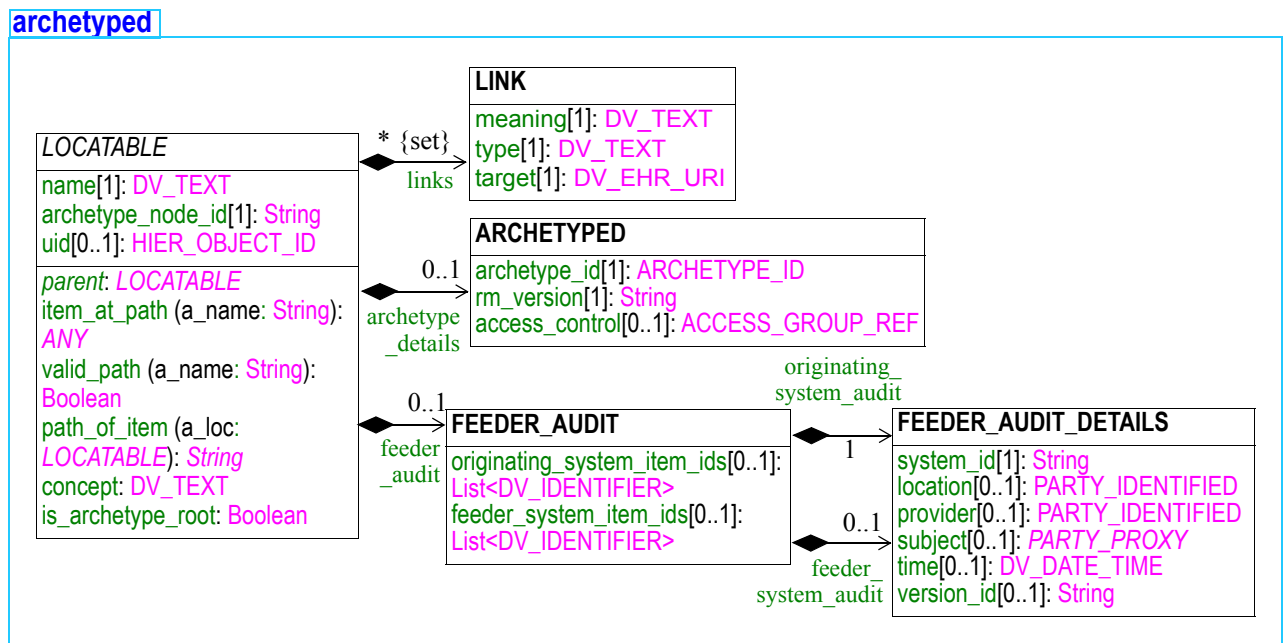 archetyped
LOCATABLE
name[1]: DV_TEXT
archetype_node_id[1]: String
uid[0..1]: HIER_OBJECT_ID
parent: LOCATABLE
item_at_path (a_name: String):
ANY
valid_path (a_name: String):
Boolean
path_of_item (a_loc:
LOCATABLE): String
concept: DV_TEXT
is_archetype_root: Boolean
* {set}
links
LINK
meaning[1]: DV_TEXT
type[1]: DV_TEXT
target[1]: DV_EHR_URI
0..1
archetype
_details
ARCHETYPED
archetype_id[1]: ARCHETYPE_ID
rm_version[1]: String
access_control[0..1]: ACCESS_GROUP_REF
0..1
feeder
_audit
FEEDER_AUDIT
originating_system_item_ids[0..1]:
List<DV_IDENTIFIER>
feeder_system_item_ids[0..1]:
List<DV_IDENTIFIER>
originating_
system_audit
1
0..1
feeder_
system_audit
FEEDER_AUDIT_DETAILS
system_id[1]: String
location[0..1]: PARTY_IDENTIFIED
provider[0..1]: PARTY_IDENTIFIED
subject[0..1]: PARTY_PROXY
time[0..1]: DV_DATE_TIME
version_id[0..1]: String